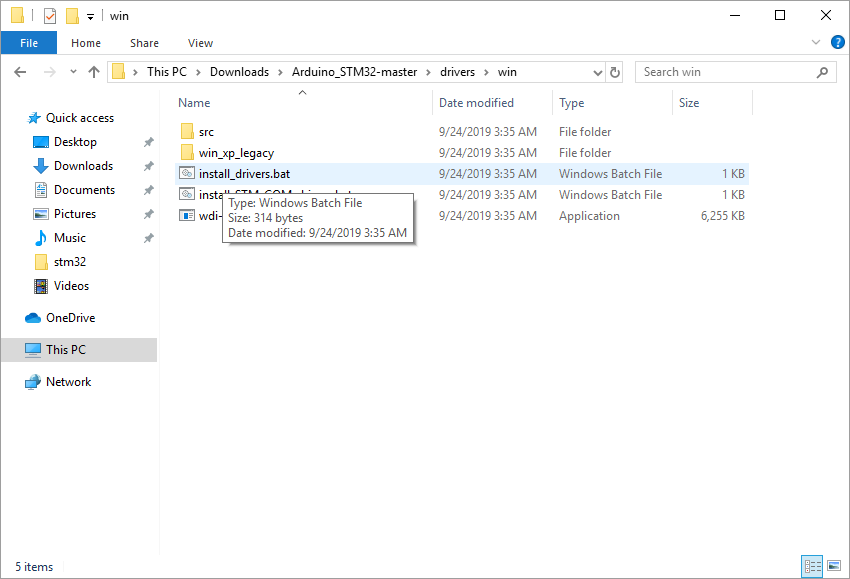 win
File Home Share View
This PC > Downloads > Arduino_STM32-master > drivers > win
Search win
Name Date modified Type Size
Quick access
Desktop
Downloads
Documents
Pictures
Music
stm32
Videos
OneDrive
This PC
Network
src 9/24/2019 3:35 AM File folder
win_xp_legacy 9/24/2019 3:35 AM File folder
install_drivers.bat 9/24/2019 3:35 AM Windows Batch File 1 KB
9/24/2019 3:35 AM Windows Batch File 1 KB
wdi- 9/24/2019 3:35 AM Application 6,255 KB
Type: Windows Batch File
Size: 314 bytes
Date modified: 9/24/2019 3:35 AM
5 items